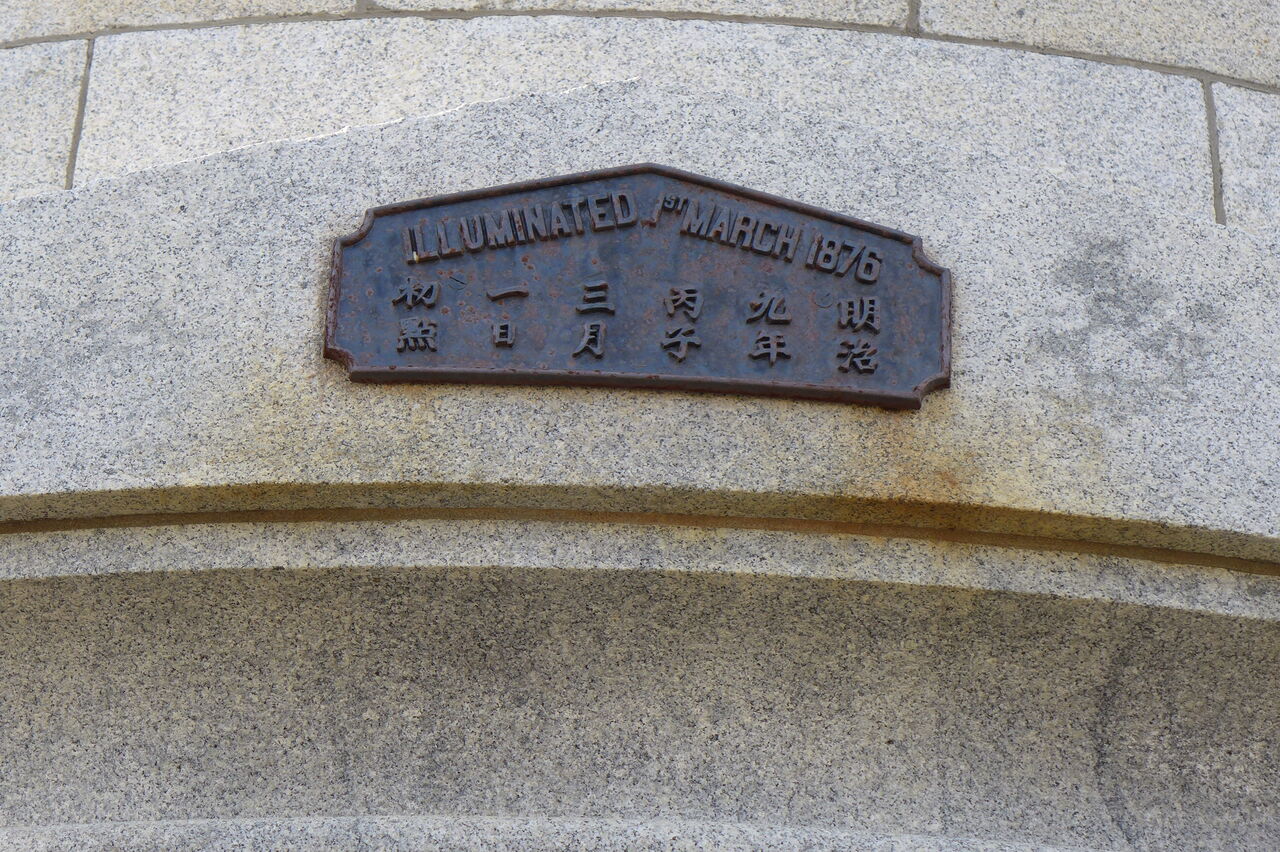 ILLUMINATED, 1ST MARCH 1876
明治
九年
丙子
三月
一日
初點